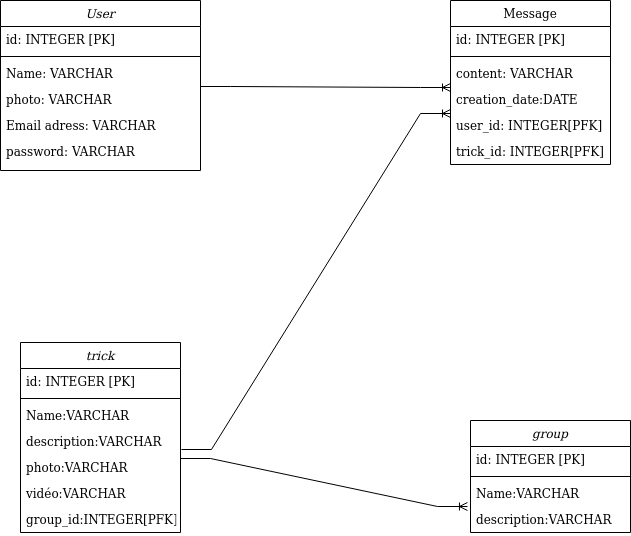 User
id: INTEGER [PK]
Name: VARCHAR
photo: VARCHAR
Email adress: VARCHAR
password: VARCHAR
Message
id: INTEGER [PK]
content: VARCHAR
creation_date:DATE
user_id: INTEGER[PFK]
trick_id: INTEGER[PFK]
trick
id: INTEGER [PK]
Name:VARCHAR
description:VARCHAR
photo:VARCHAR
vidéo:VARCHAR
group_id:INTEGER[PFK]
group
id: INTEGER [PK]
Name:VARCHAR
description:VARCHAR